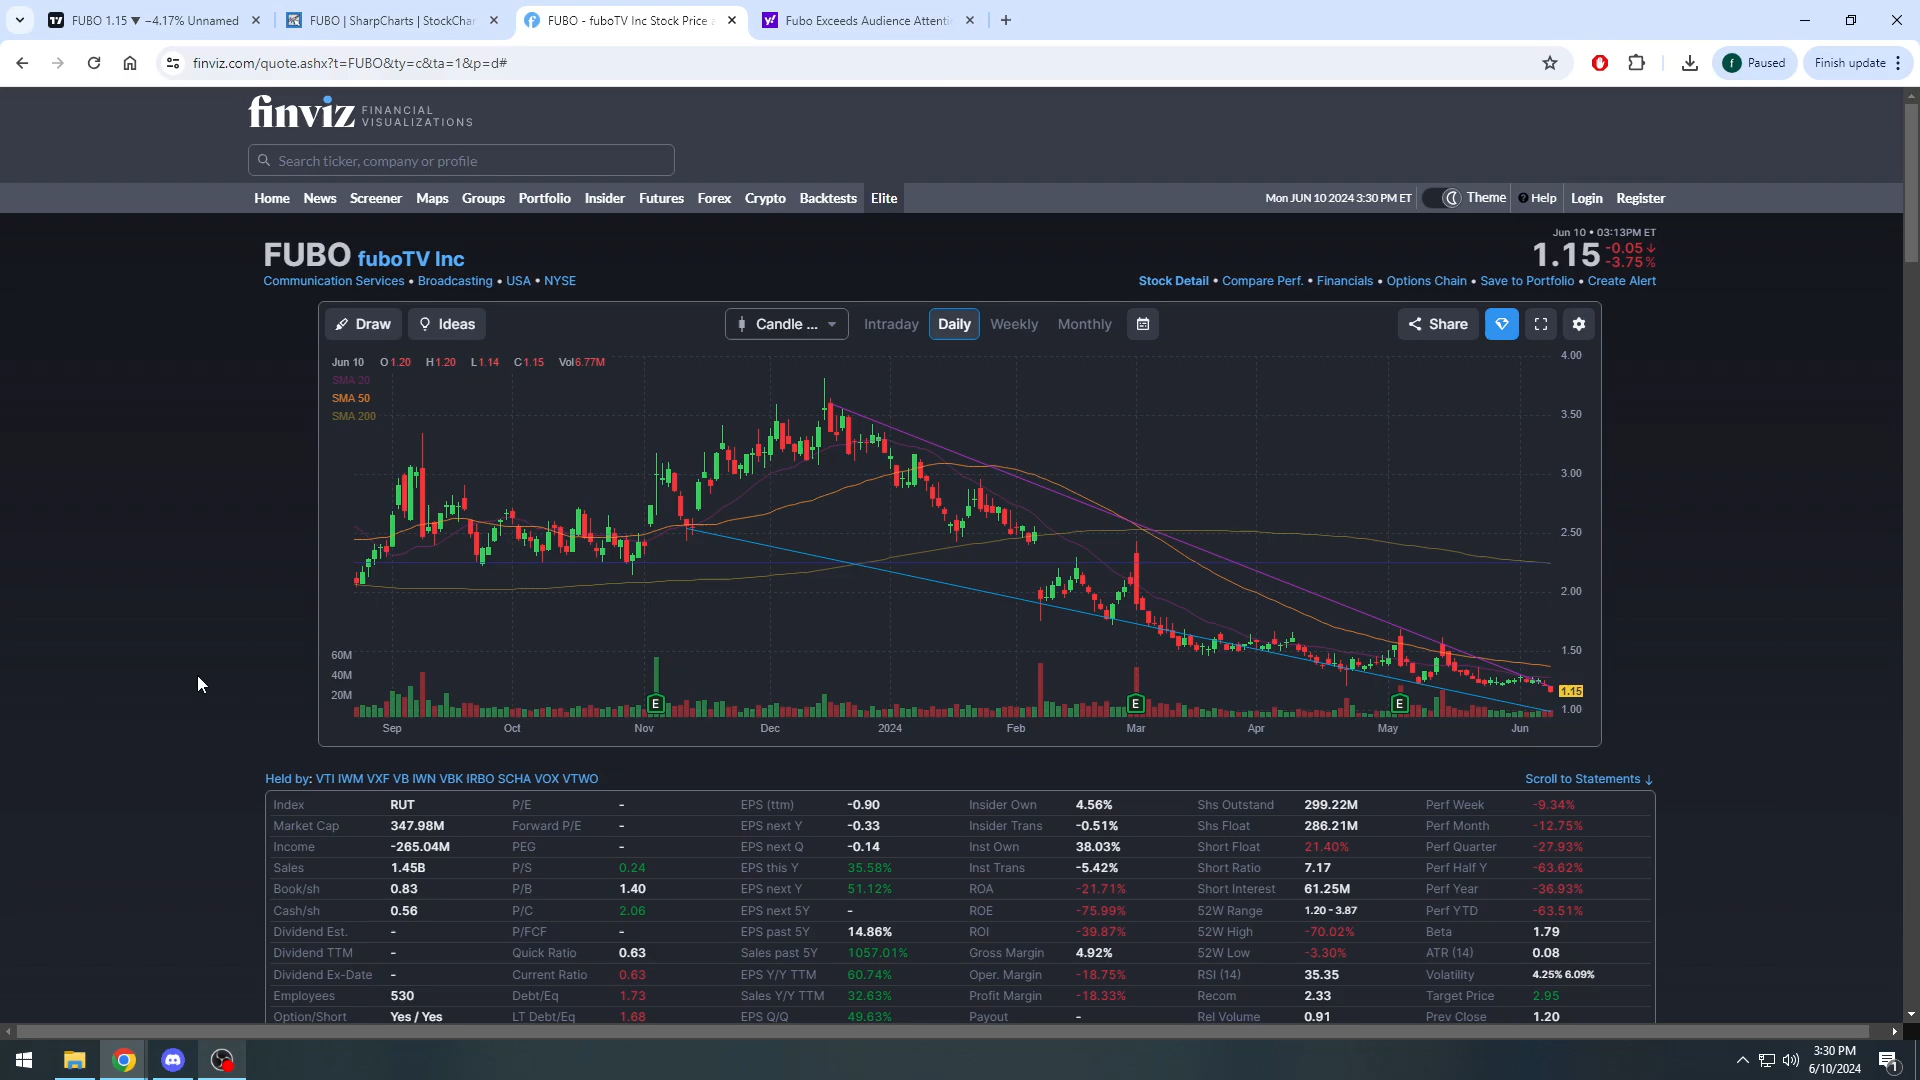 FUBO 1.15 ▼ −4.17% Unnamed
FUBO | SharpCharts | StockChar
FUBO - fuboTV Inc Stock Price a
Fubo Exceeds Audience Attenti
finviz.com/quote.ashx?t=FUBO&ty=c&ta=1&p=d#
f Paused
Finish update
finviz FINANCIAL VISUALIZATIONS
Search ticker, company or profile
Home News Screener Maps Groups Portfolio Insider Futures Forex Crypto Backtests Elite
Mon JUN 10 2024 3:30 PM ET Theme Help Login Register
Jun 10 • 03:13PM ET
FUBO fuboTV Inc
1.15 -0.05 ↓ -3.75%
Communication Services • Broadcasting • USA • NYSE
Stock Detail • Compare Perf. • Financials • Options Chain • Save to Portfolio • Create Alert
Draw Ideas Candle ... Intraday Daily Weekly Monthly Share
Jun 10 O1.20 H1.20 L1.14 C1.15 Vol6.77M
SMA 20
SMA 50
SMA 200
4.00
3.50
3.00
2.50
2.00
1.50
1.15
1.00
60M
40M
20M
E E E
Sep Oct Nov Dec 2024 Feb Mar Apr May Jun
Held by: VTI IWM VXF VB IWN VBK IRBO SCHA VOX VTWO
Scroll to Statements ↓
Index RUT P/E - EPS (ttm) -0.90 Insider Own 4.56% Shs Outstand 299.22M Perf Week -9.34%
Market Cap 347.98M Forward P/E - EPS next Y -0.33 Insider Trans -0.51% Shs Float 286.21M Perf Month -12.75%
Income -265.04M PEG - EPS next Q -0.14 Inst Own 38.03% Short Float 21.40% Perf Quarter -27.93%
Sales 1.45B P/S 0.24 EPS this Y 35.58% Inst Trans -5.42% Short Ratio 7.17 Perf Half Y -63.62%
Book/sh 0.83 P/B 1.40 EPS next Y 51.12% ROA -21.71% Short Interest 61.25M Perf Year -36.93%
Cash/sh 0.56 P/C 2.06 EPS next 5Y - ROE -75.99% 52W Range 1.20 - 3.87 Perf YTD -63.51%
Dividend Est. - P/FCF - EPS past 5Y 14.86% ROI -39.87% 52W High -70.02% Beta 1.79
Dividend TTM - Quick Ratio 0.63 Sales past 5Y 1057.01% Gross Margin 4.92% 52W Low -3.30% ATR (14) 0.08
Dividend Ex-Date - Current Ratio 0.63 EPS Y/Y TTM 60.74% Oper. Margin -18.75% RSI (14) 35.35 Volatility 4.25% 6.09%
Employees 530 Debt/Eq 1.73 Sales Y/Y TTM 32.63% Profit Margin -18.33% Recom 2.33 Target Price 2.95
Option/Short Yes / Yes LT Debt/Eq 1.68 EPS Q/Q 49.63% Payout - Rel Volume 0.91 Prev Close 1.20
3:30 PM
6/10/2024
1